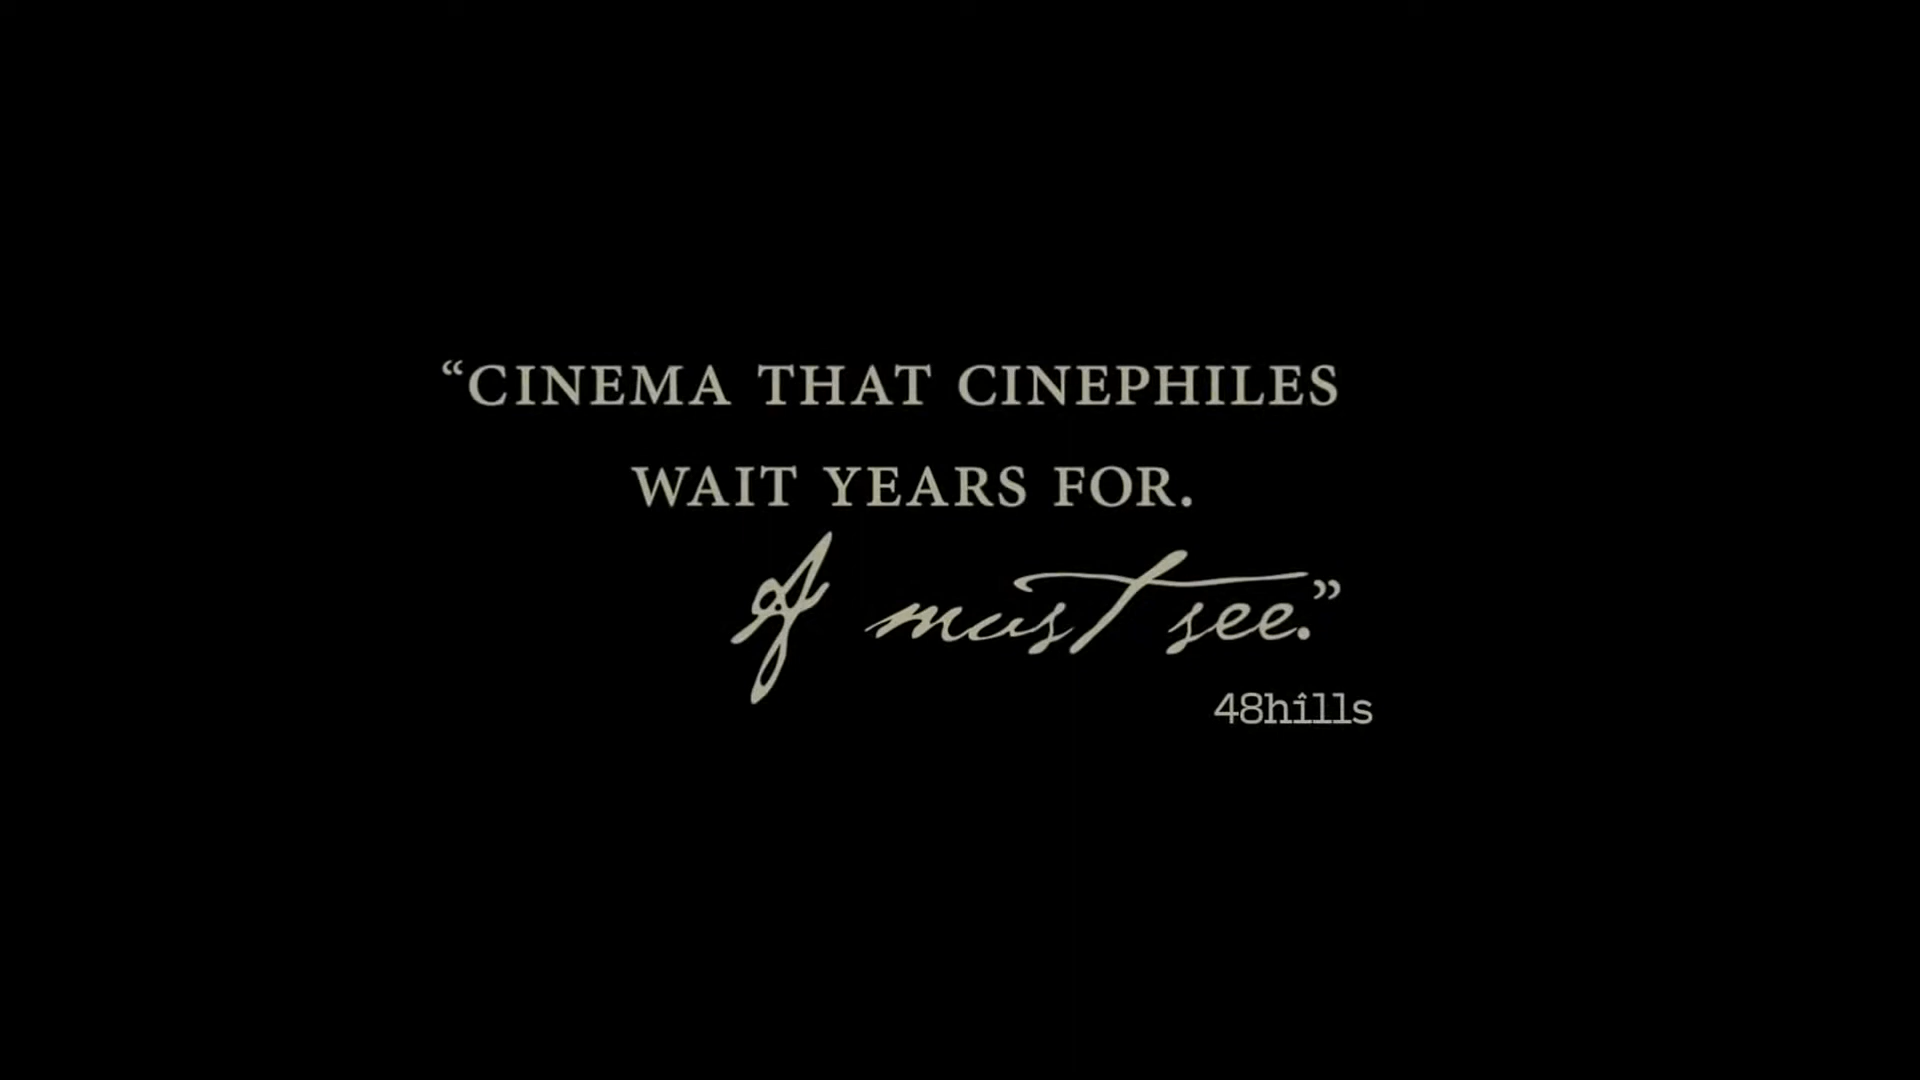 “CINEMA THAT CINEPHILES
WAIT YEARS FOR.
A must see.”
48hills